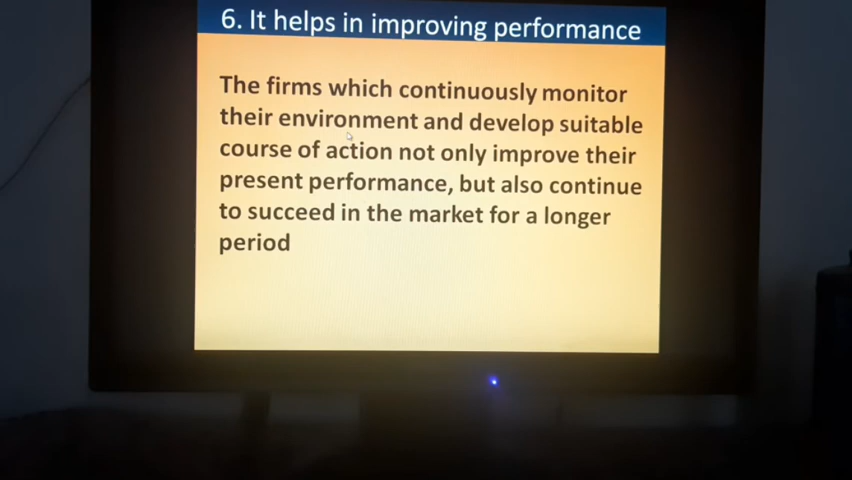 6. It helps in improving performance
The firms which continuously monitor
their environment and develop suitable
course of action not only improve their
present performance, but also continue
to succeed in the market for a longer
period